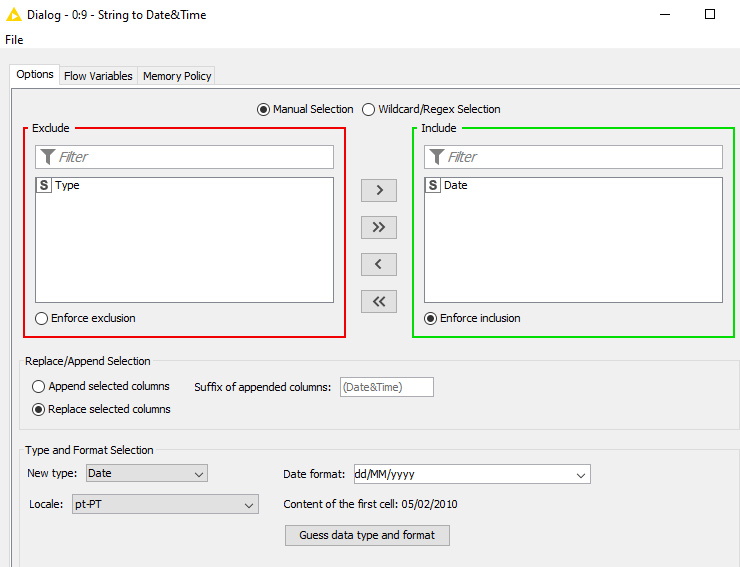 Dialog - 0:9 - String to Date&Time
File
Options Flow Variables Memory Policy
Manual Selection Wildcard/Regex Selection
Exclude
Filter
S Type
Enforce exclusion
>
>>
<
<<
Include
Filter
S Date
Enforce inclusion
Replace/Append Selection
Append selected columns Suffix of appended columns: (Date&Time)
Replace selected columns
Type and Format Selection
New type: Date Date format: dd/MM/yyyy
Locale: pt-PT Content of the first cell: 05/02/2010
Guess data type and format